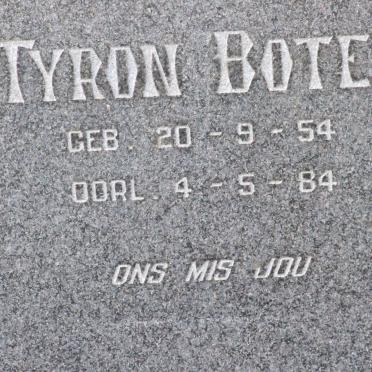 TYRON BOTE
GEB. 20 - 9 - 54
OORL. 4 - 5 - 84
ONS MIS JOU